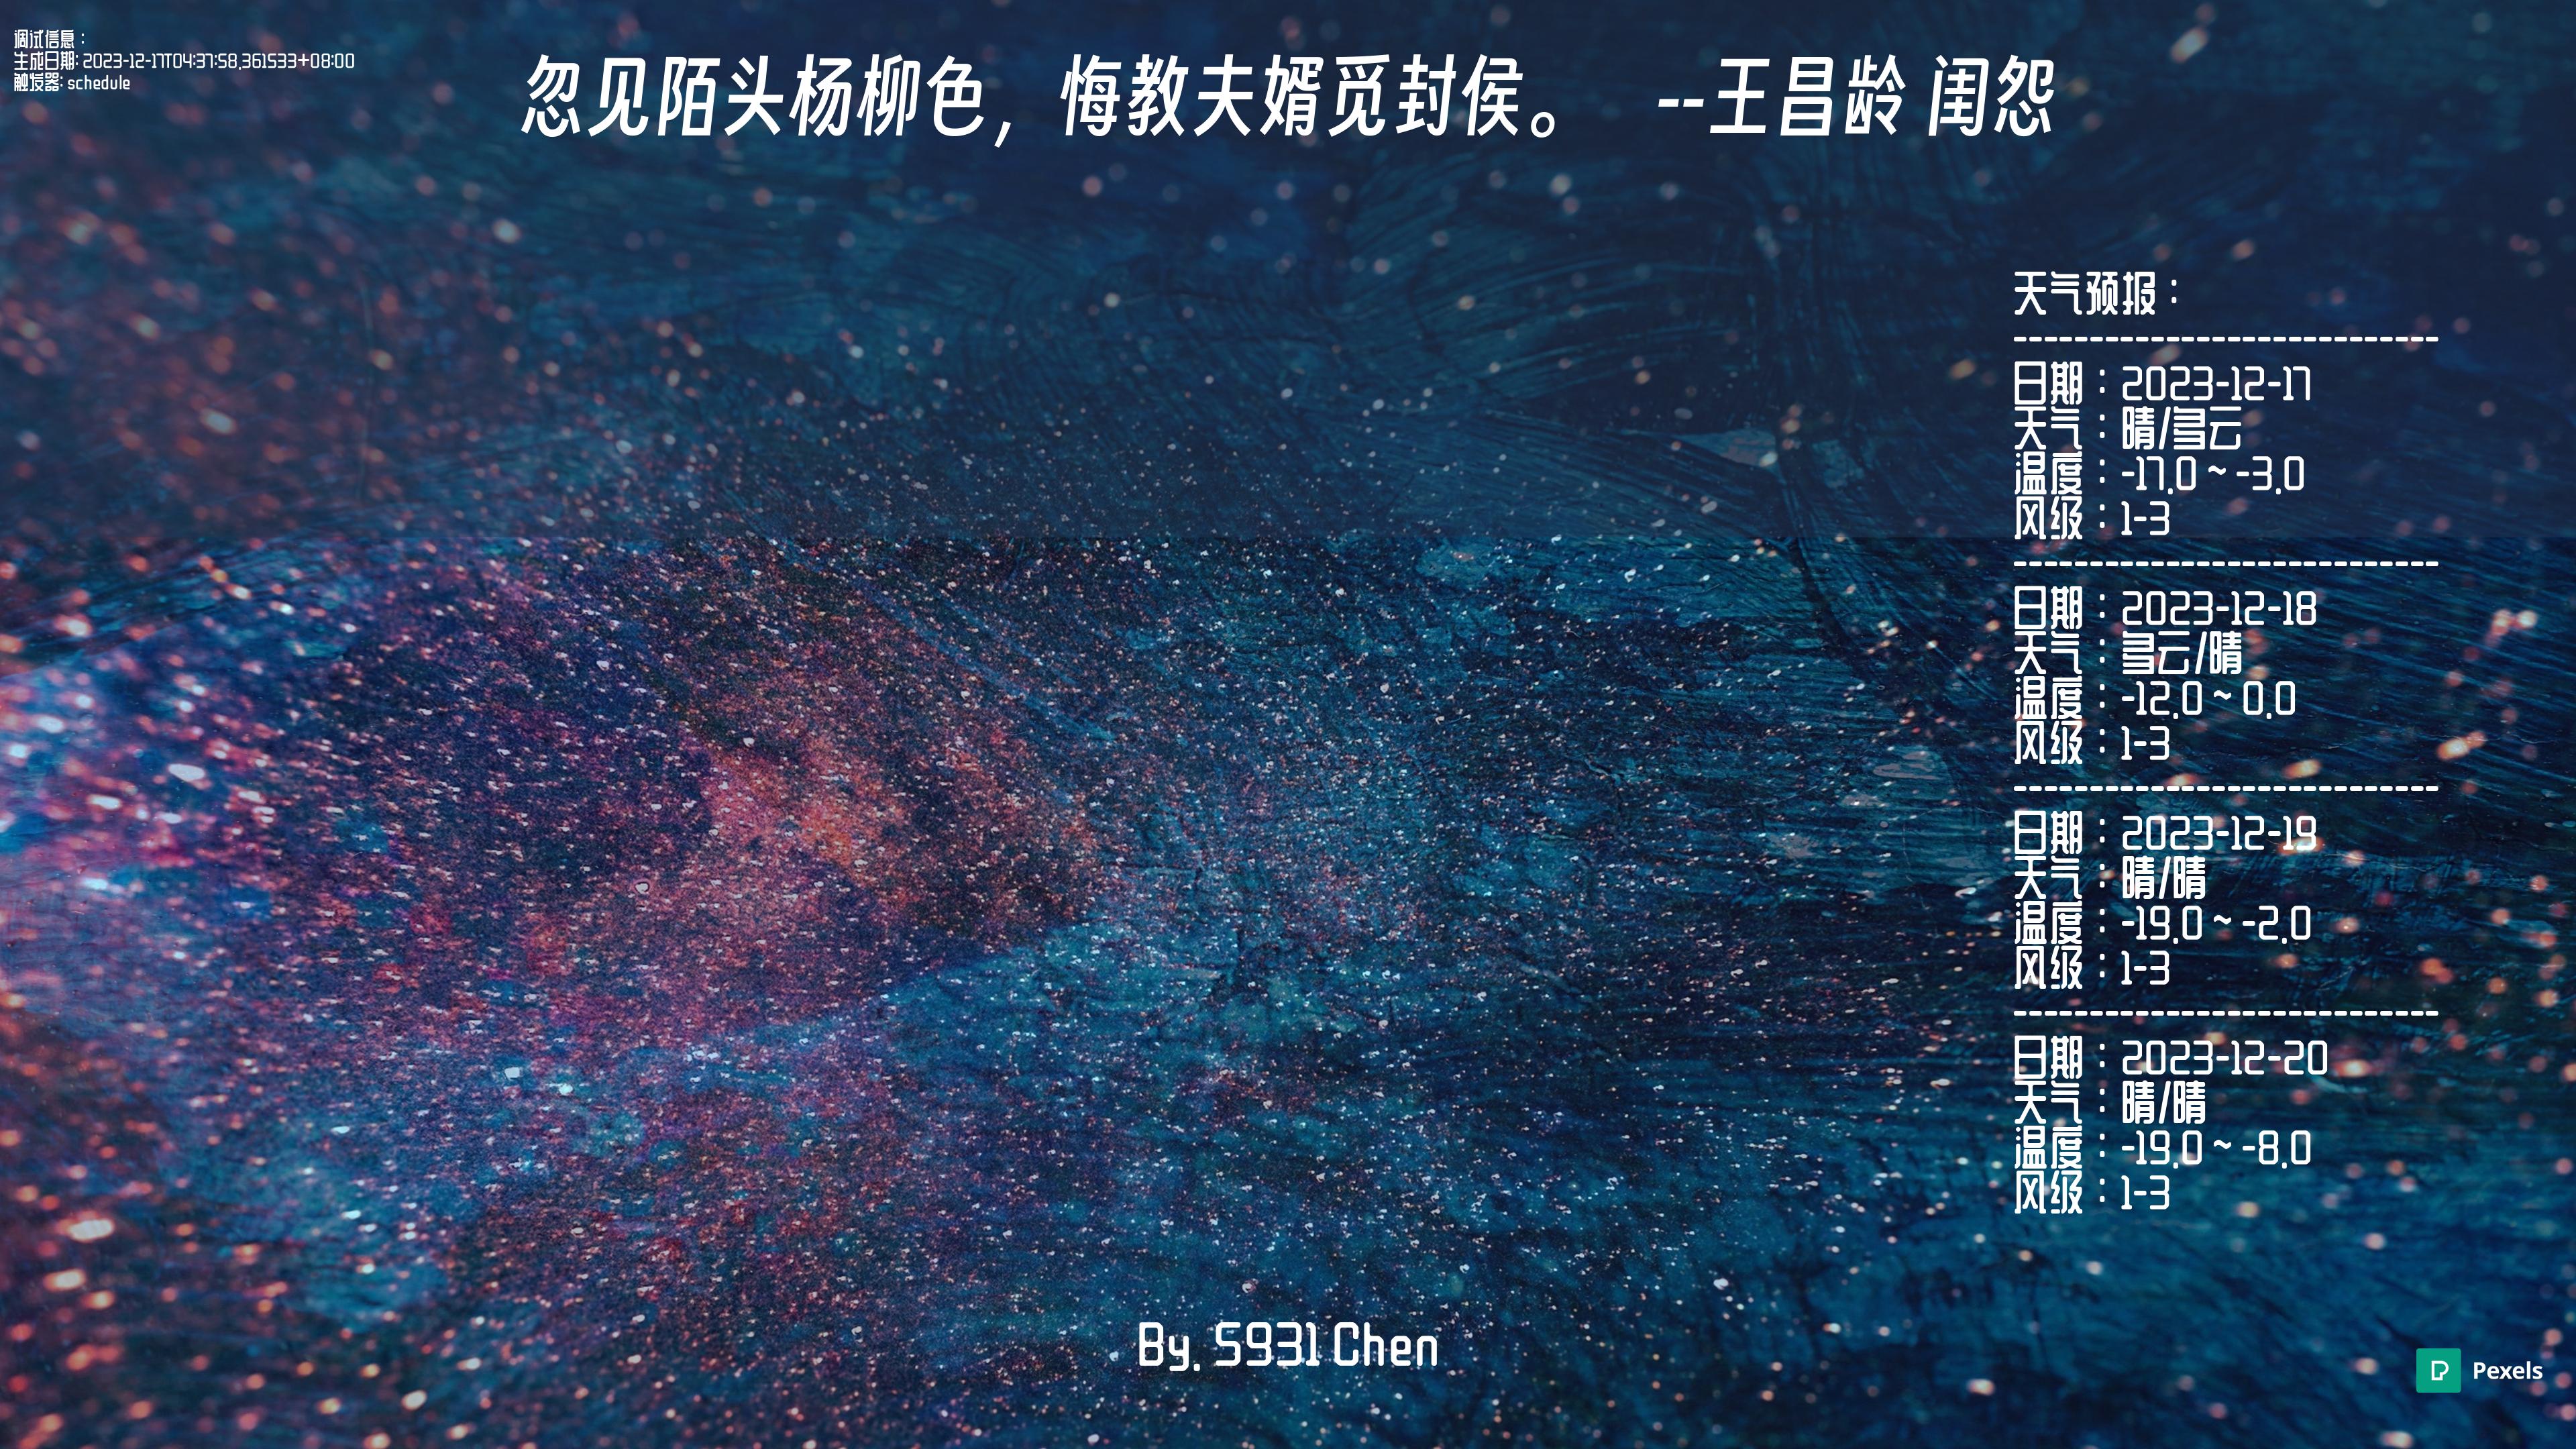 调试信息：
生成日期: 2023-12-17T04:37:58.361533+08:00
触发器: schedule
忽见陌头杨柳色，悔教夫婿觅封侯。 --王昌龄 闺怨
天气预报：
----------------------------
日期：2023-12-17
天气：晴/多云
温度：-17.0 ~ -3.0
风级：1-3
----------------------------
日期：2023-12-18
天气：多云/晴
温度：-12.0 ~ 0.0
风级：1-3
----------------------------
日期：2023-12-19
天气：晴/晴
温度：-19.0 ~ -2.0
风级：1-3
----------------------------
日期：2023-12-20
天气：晴/晴
温度：-19.0 ~ -8.0
风级：1-3
By. 5931 Chen
Pexels